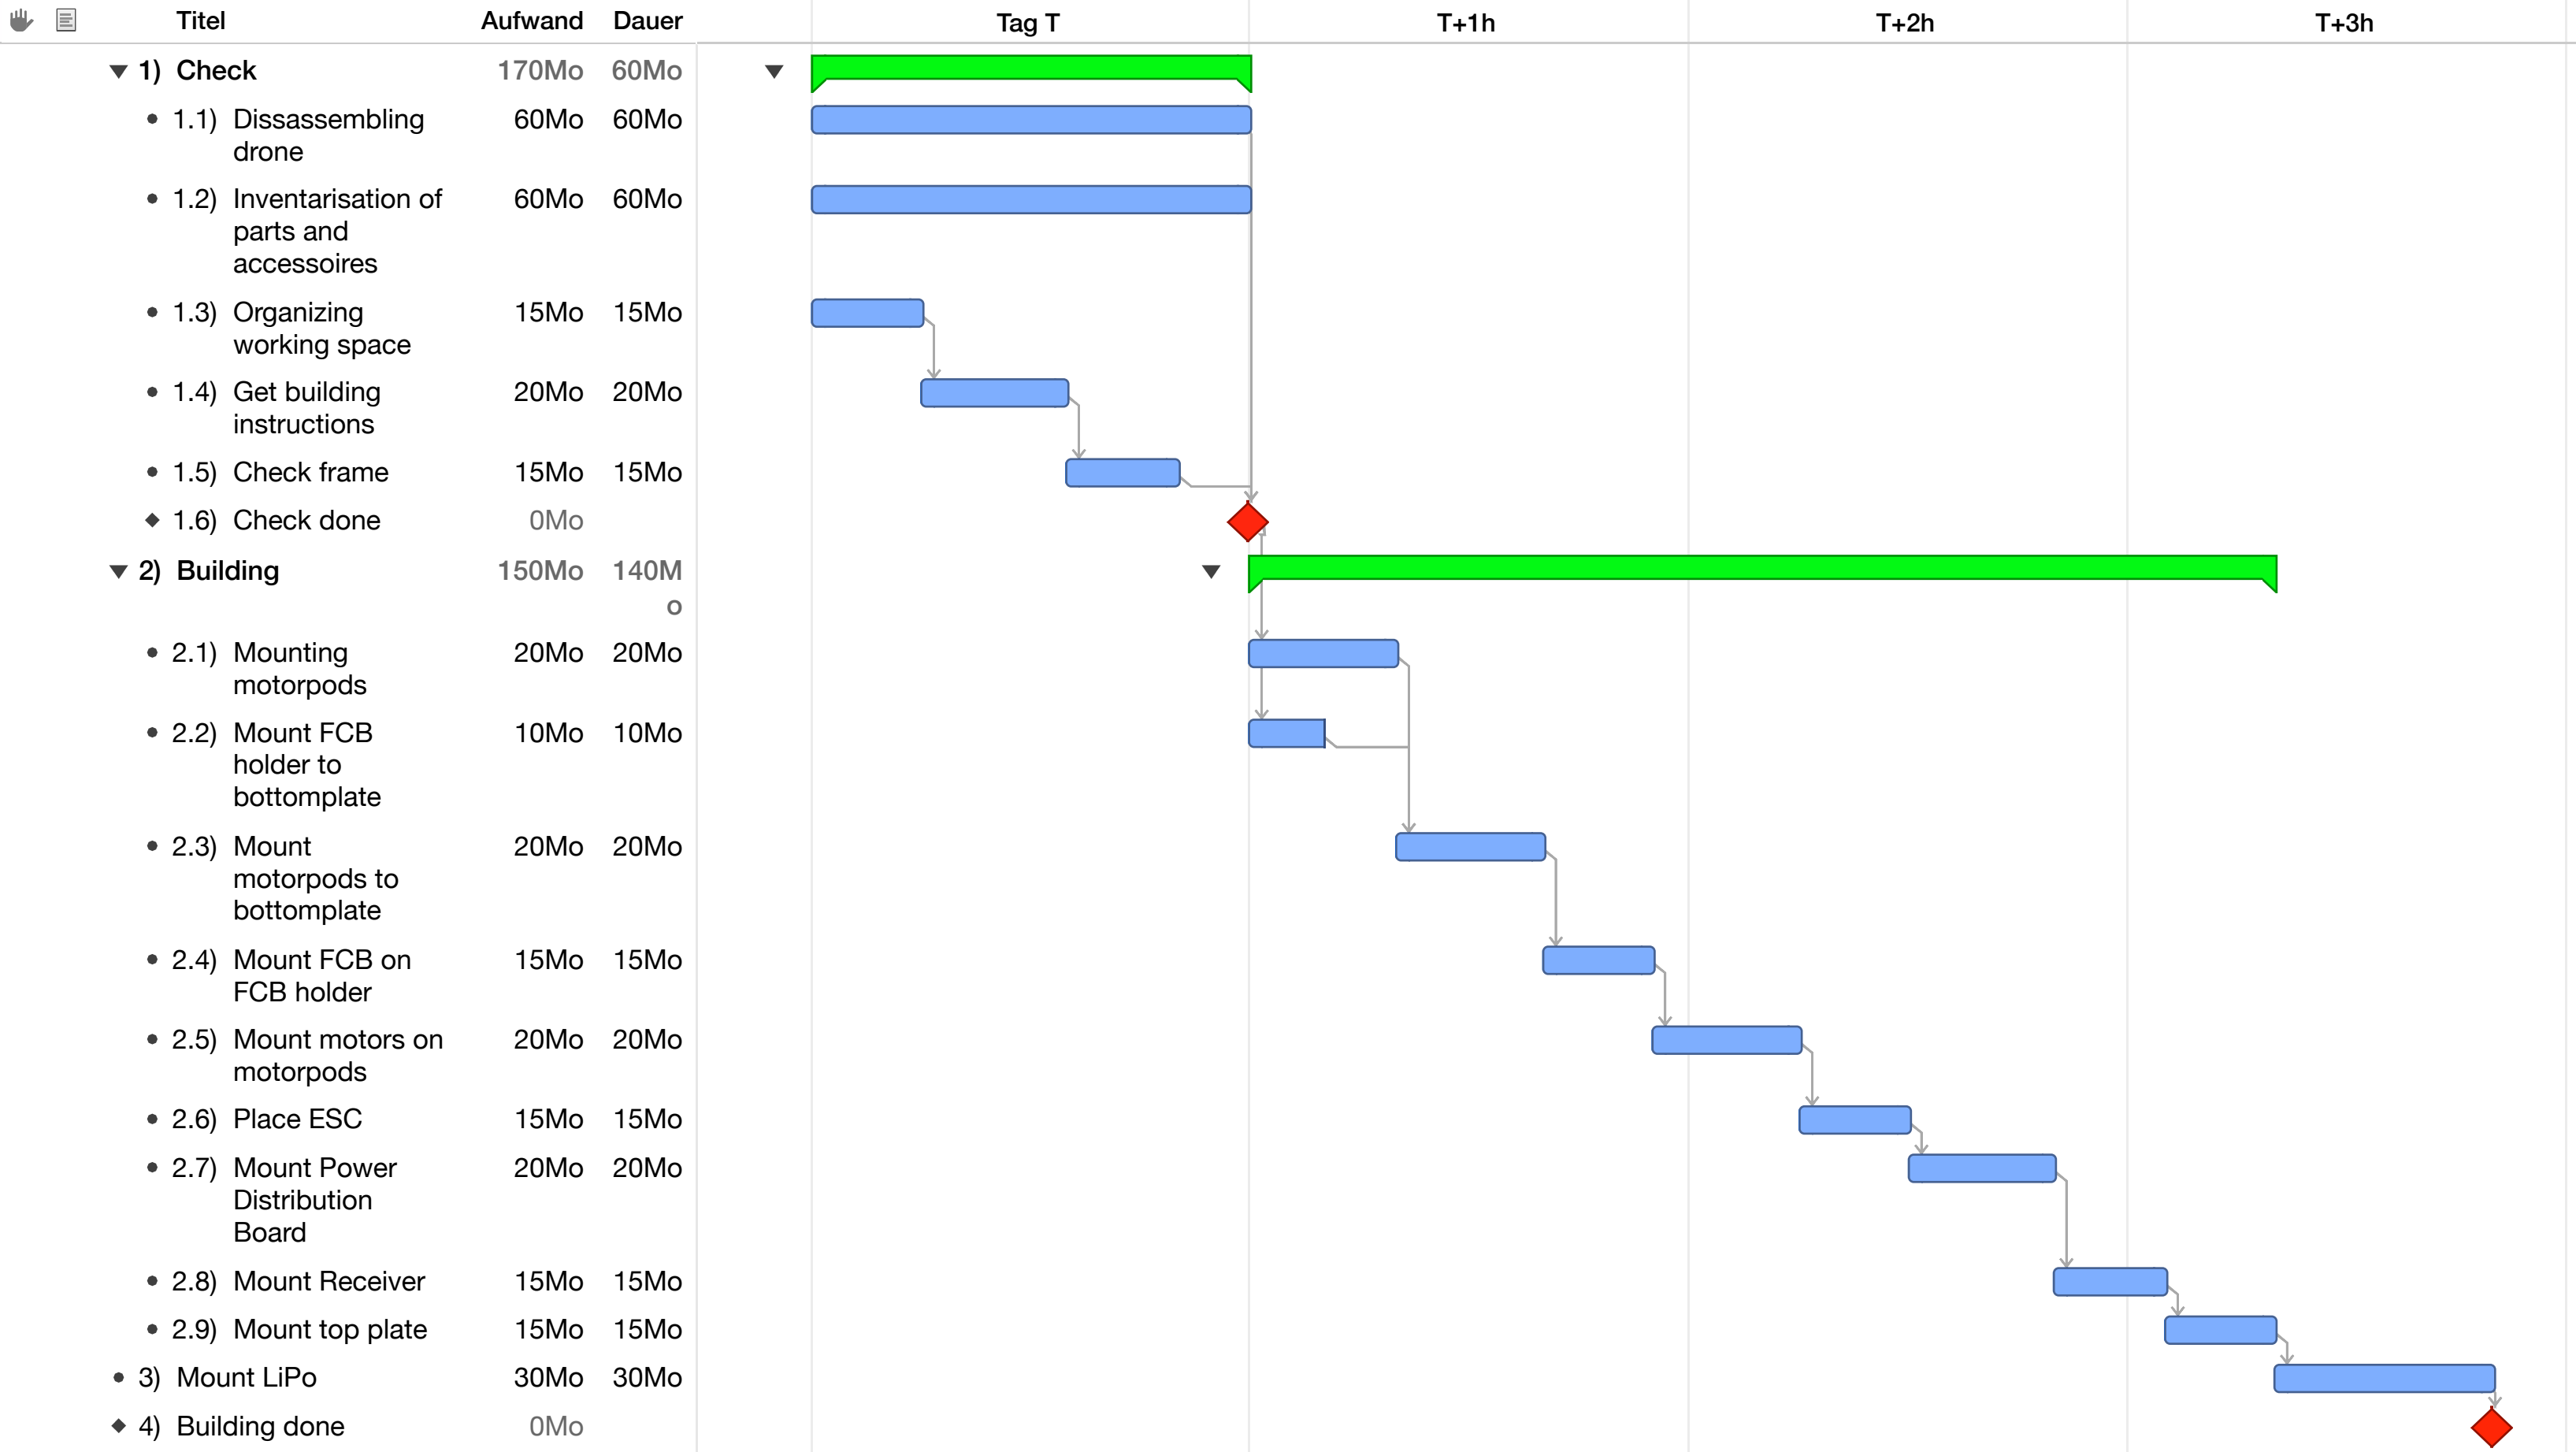 Titel Aufwand Dauer Tag T T+1h T+2h T+3h
1) Check 170Mo 60Mo
1.1) Dissassembling 60Mo 60Mo
drone
1.2) Inventarisation of 60Mo 60Mo
parts and
accessoires
1.3) Organizing 15Mo 15Mo
working space
1.4) Get building 20Mo 20Mo
instructions
1.5) Check frame 15Mo 15Mo
1.6) Check done 0Mo
2) Building 150Mo 140M
o
2.1) Mounting 20Mo 20Mo
motorpods
2.2) Mount FCB 10Mo 10Mo
holder to
bottomplate
2.3) Mount 20Mo 20Mo
motorpods to
bottomplate
2.4) Mount FCB on 15Mo 15Mo
FCB holder
2.5) Mount motors on 20Mo 20Mo
motorpods
2.6) Place ESC 15Mo 15Mo
2.7) Mount Power 20Mo 20Mo
Distribution
Board
2.8) Mount Receiver 15Mo 15Mo
2.9) Mount top plate 15Mo 15Mo
3) Mount LiPo 30Mo 30Mo
4) Building done 0Mo